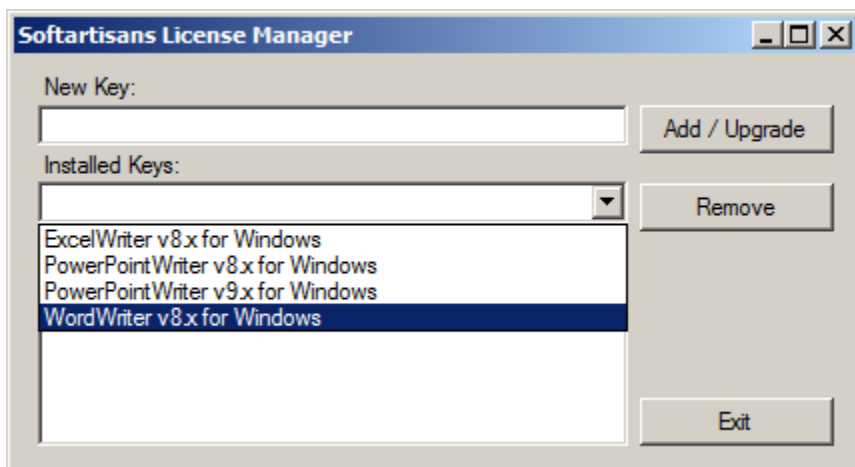 Softartisans License Manager
New Key:
Add / Upgrade
Installed Keys:
Remove
ExcelWriter v8.x for Windows
PowerPointWriter v8.x for Windows
PowerPointWriter v9.x for Windows
WordWriter v8.x for Windows
Exit